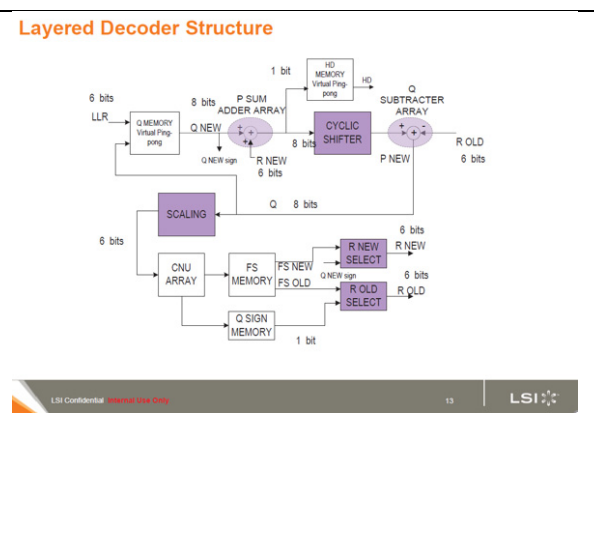 Layered Decoder Structure
1 bit
HD
MEMORY
Virtual Ping-
pong
HD
Q
SUBTRACTER
ARRAY
6 bits
LLR
8 bits
P SUM
ADDER ARRAY
Q MEMORY
Virtual Ping-
pong
Q NEW
CYCLIC
SHIFTER
8 bits
R OLD
6 bits
P NEW
Q NEW sign
R NEW
6 bits
Q 8 bits
SCALING
6 bits
6 bits
R NEW
SELECT
R NEW
CNU
ARRAY
FS
MEMORY
FS NEW
FS OLD
Q NEW sign
6 bits
R OLD
SELECT
R OLD
Q SIGN
MEMORY
1 bit
LSI Confidential Internal Use Only
13
LSI